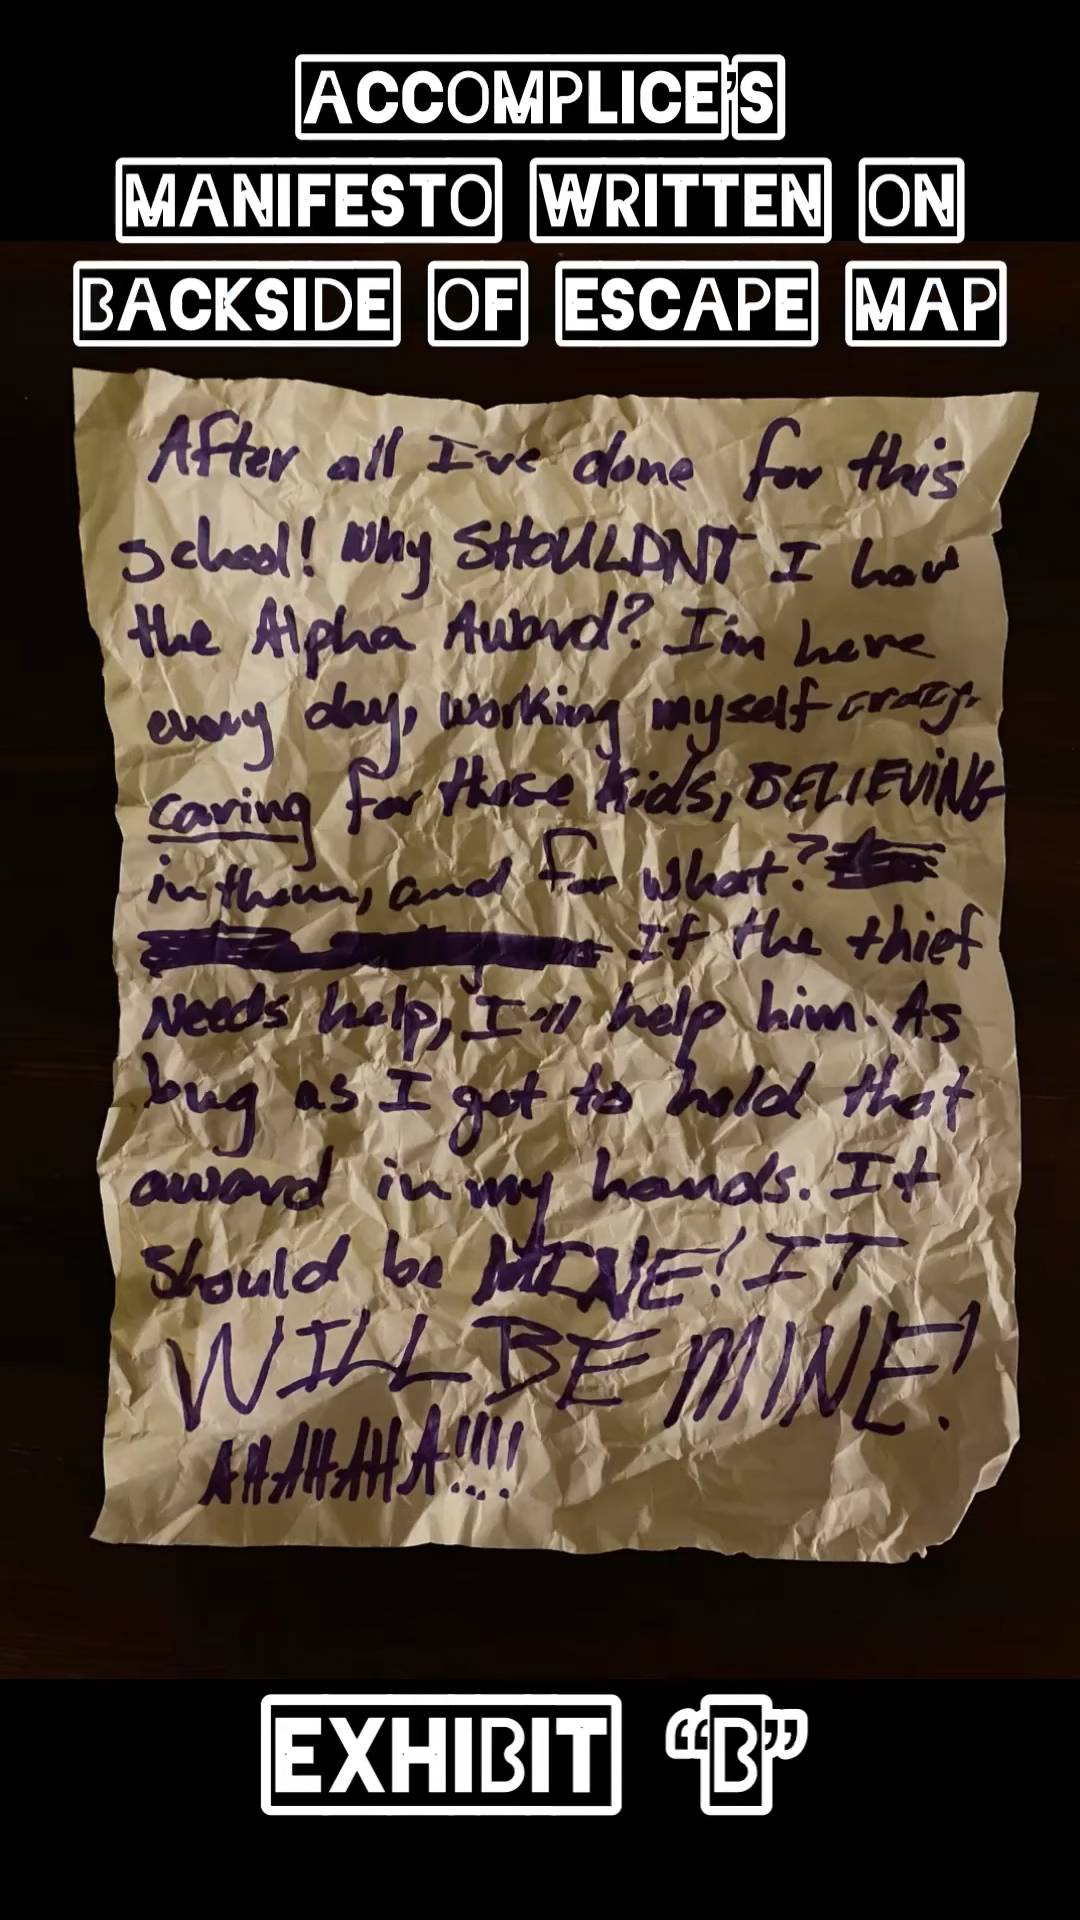 ACCOMPLICE'S
MANIFESTO WRITTEN ON
BACKSIDE OF ESCAPE MAP
After all I've done for this
school! Why SHOULDNT I have
the Alpha Award? I'm here
every day, working myself crazy.
caring for these kids, BELIEVING
in them, and for what?
If the thief
Needs help, I'll help him. As
long as I get to hold that
award in my hands. It
should be MINE! IT
WILL BE MINE!
AHAHAHA!!!!
EXHIBIT “B”